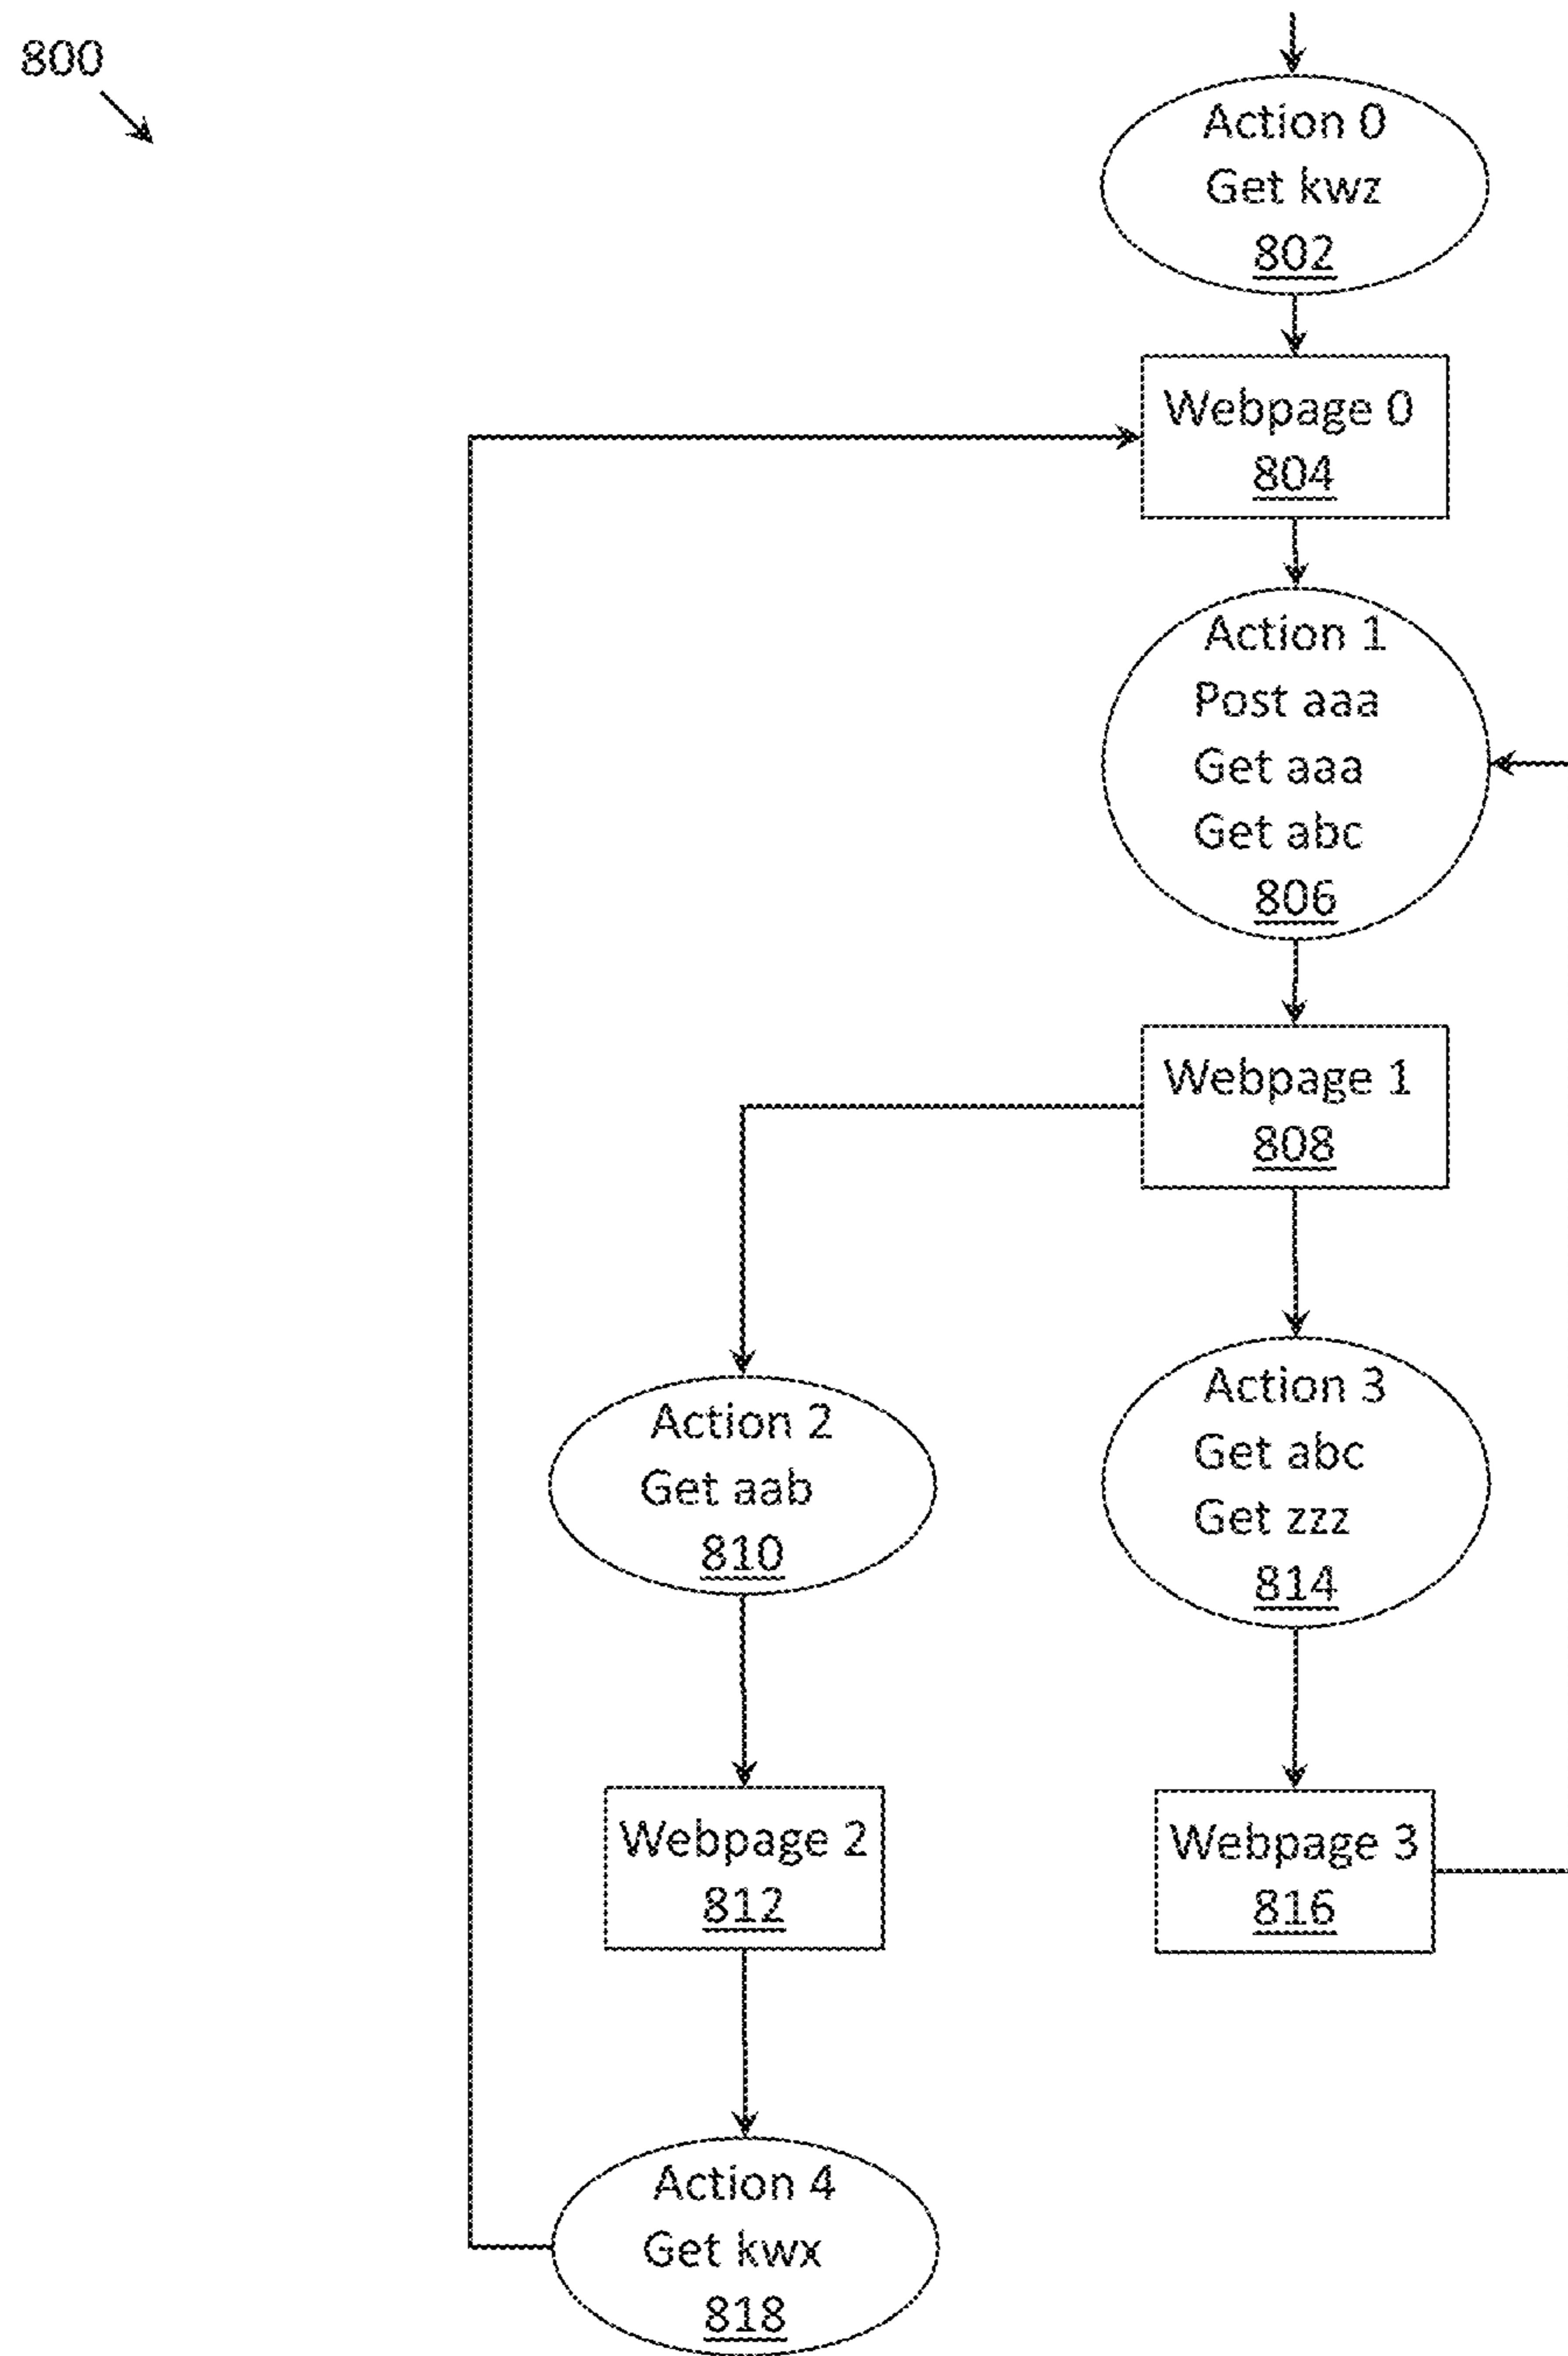 800
Action 0
Get kwz
802
Webpage 0
804
Action 1
Post aaa
Get aaa
Get abc
806
Webpage 1
808
Action 2
Get aab
810
Action 3
Get abc
Get zzz
814
Webpage 2
812
Webpage 3
816
Action 4
Get kwx
818